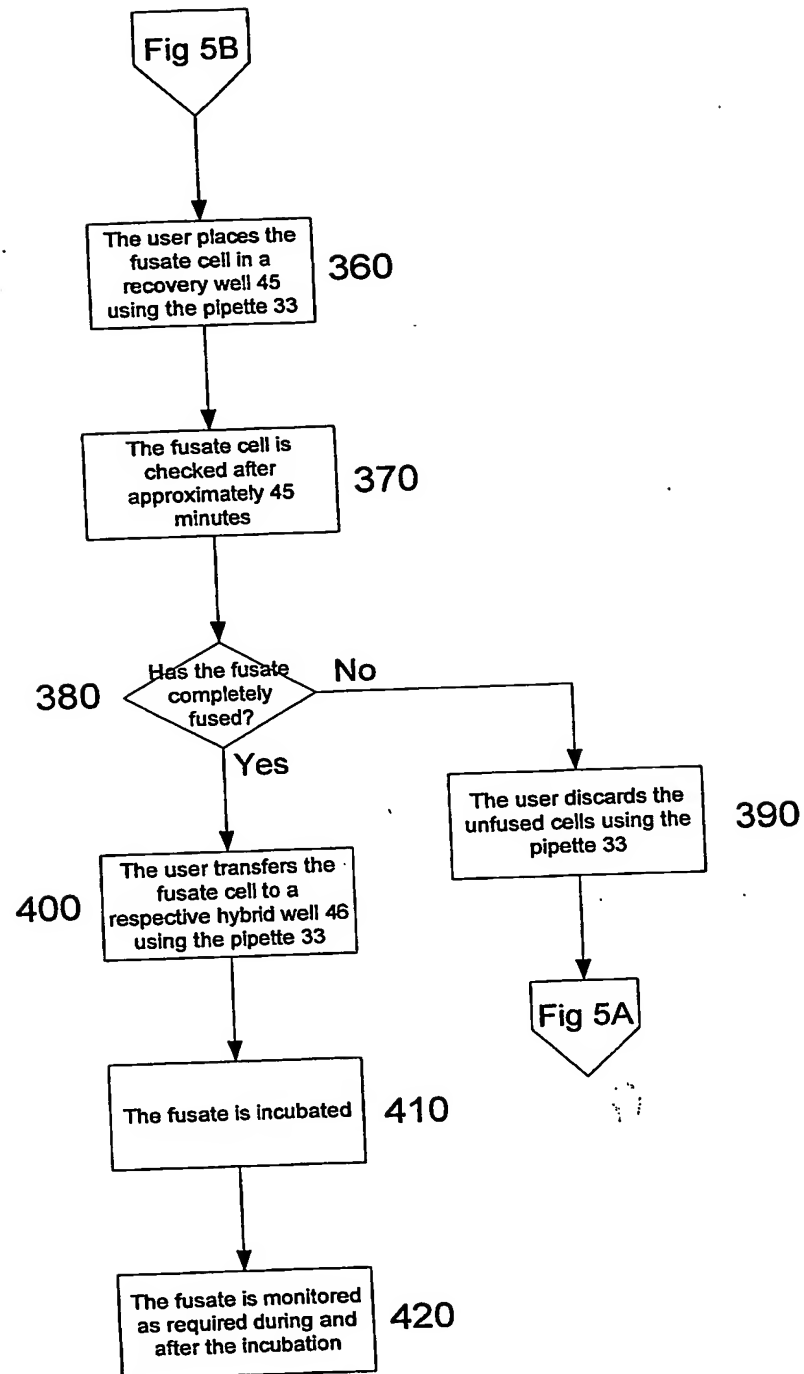 Fig 5B
The user places the
fusate cell in a
recovery well 45
using the pipette 33
360
The fusate cell is
checked after
approximately 45
minutes
370
380
Has the fusate
completely
fused?
No
Yes
The user discards the
unfused cells using the
pipette 33
390
400
The user transfers the
fusate cell to a
respective hybrid well 46
using the pipette 33
Fig 5A
The fusate is incubated
410
The fusate is monitored
as required during and
after the incubation
420